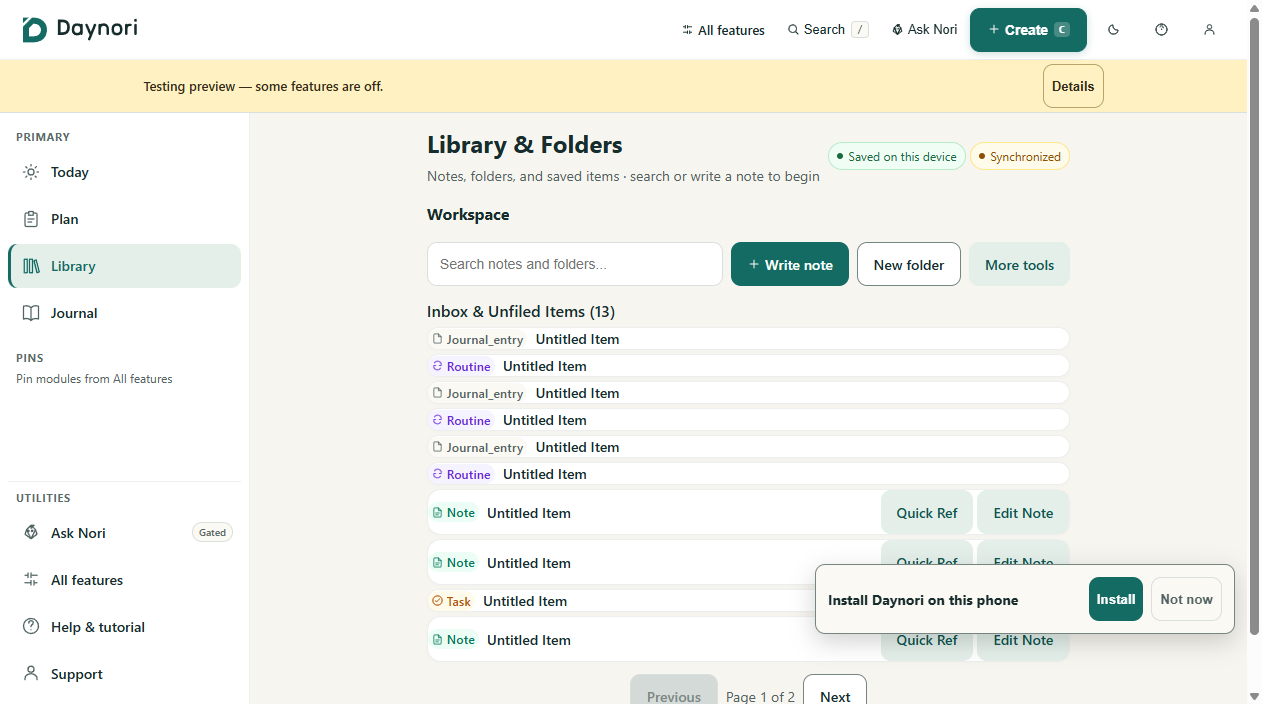 Daynori
All features
Search /
Ask Nori
+ Create C
Testing preview — some features are off.
Details
PRIMARY
Today
Plan
Library
Journal
PINS
Pin modules from All features
UTILITIES
Ask Nori Gated
All features
Help & tutorial
Support
Library & Folders
Notes, folders, and saved items · search or write a note to begin
Saved on this device
Synchronized
Workspace
Search notes and folders...
+ Write note
New folder
More tools
Inbox & Unfiled Items (13)
Journal_entry Untitled Item
Routine Untitled Item
Journal_entry Untitled Item
Routine Untitled Item
Journal_entry Untitled Item
Routine Untitled Item
Note Untitled Item Quick Ref Edit Note
Note Untitled Item Quick Ref Edit Note
Task Untitled Item
Note Untitled Item Quick Ref Edit Note
Install Daynori on this phone
Install
Not now
Previous Page 1 of 2 Next